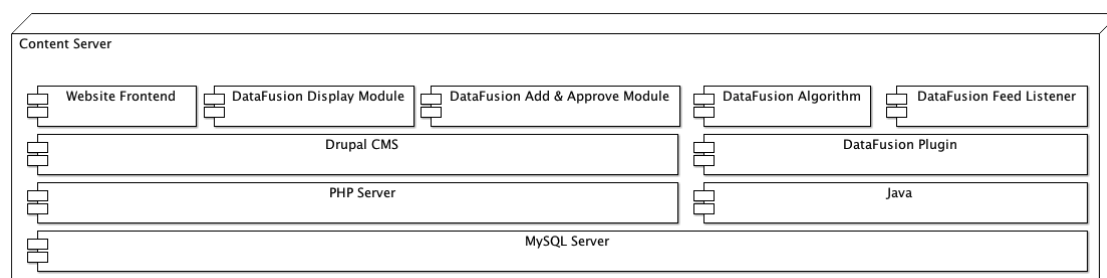 Content Server
Website Frontend
DataFusion Display Module
DataFusion Add & Approve Module
DataFusion Algorithm
DataFusion Feed Listener
Drupal CMS
DataFusion Plugin
PHP Server
Java
MySQL Server